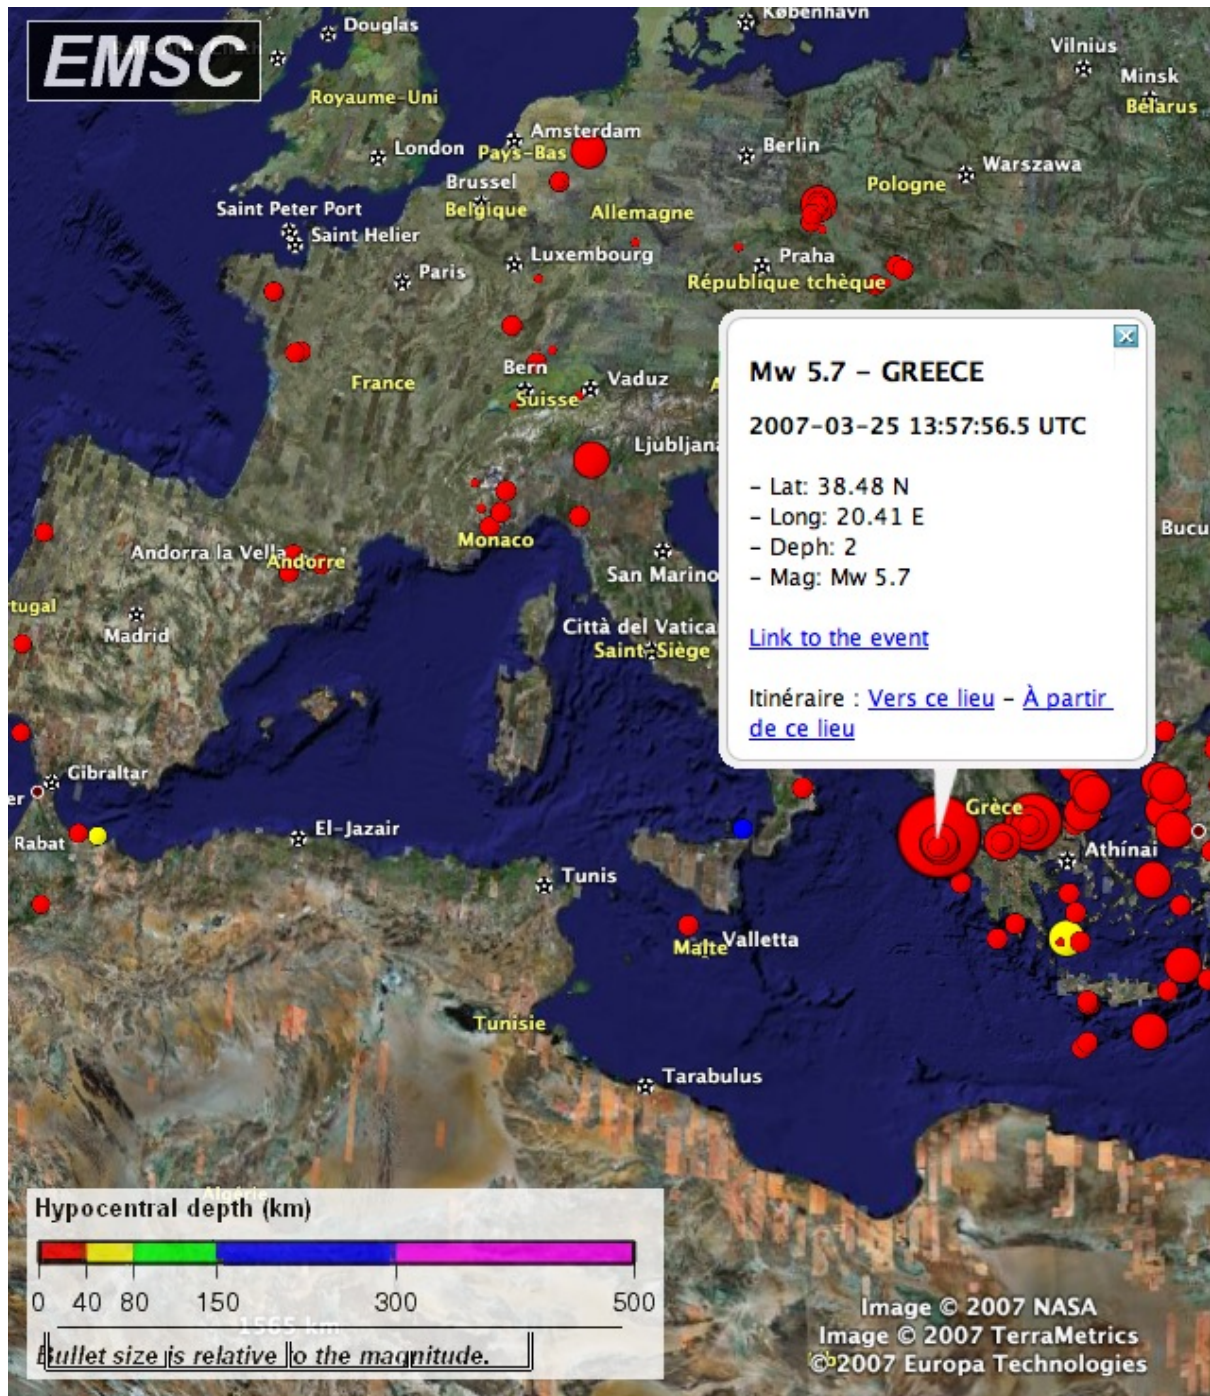 København
Douglas
EMSC
Vilnius
Minsk
Bélarus
Royaume-Uni
Amsterdam
London
Pays-Bas
Berlin
Warszawa
Brussel
Pologne
Saint Peter Port
Belgique
Allemagne
Saint Helier
Luxembourg
Praha
Paris
République tchèque
Bern
Vaduz
France
Suisse
Ljubljana
Mw 5.7 - GREECE
2007-03-25 13:57:56.5 UTC
- Lat: 38.48 N
- Long: 20.41 E
- Deph: 2
- Mag: Mw 5.7
Link to the event
Itinéraire : Vers ce lieu - À partir
de ce lieu
Bucu
Monaco
Andorra la Vella
Andorre
San Marino
rtugal
Madrid
Città del Vatica
Saint-Siège
Gibraltar
er
Grèce
El-Jazair
Rabat
Athínai
Tunis
Malte
Valletta
Tunisie
Tarabulus
Algérie
Hypocentral depth (km)
0 40 80 150 300 500
1565 km
Bullet size is relative to the magnitude.
Image © 2007 NASA
Image © 2007 TerraMetrics
© 2007 Europa Technologies